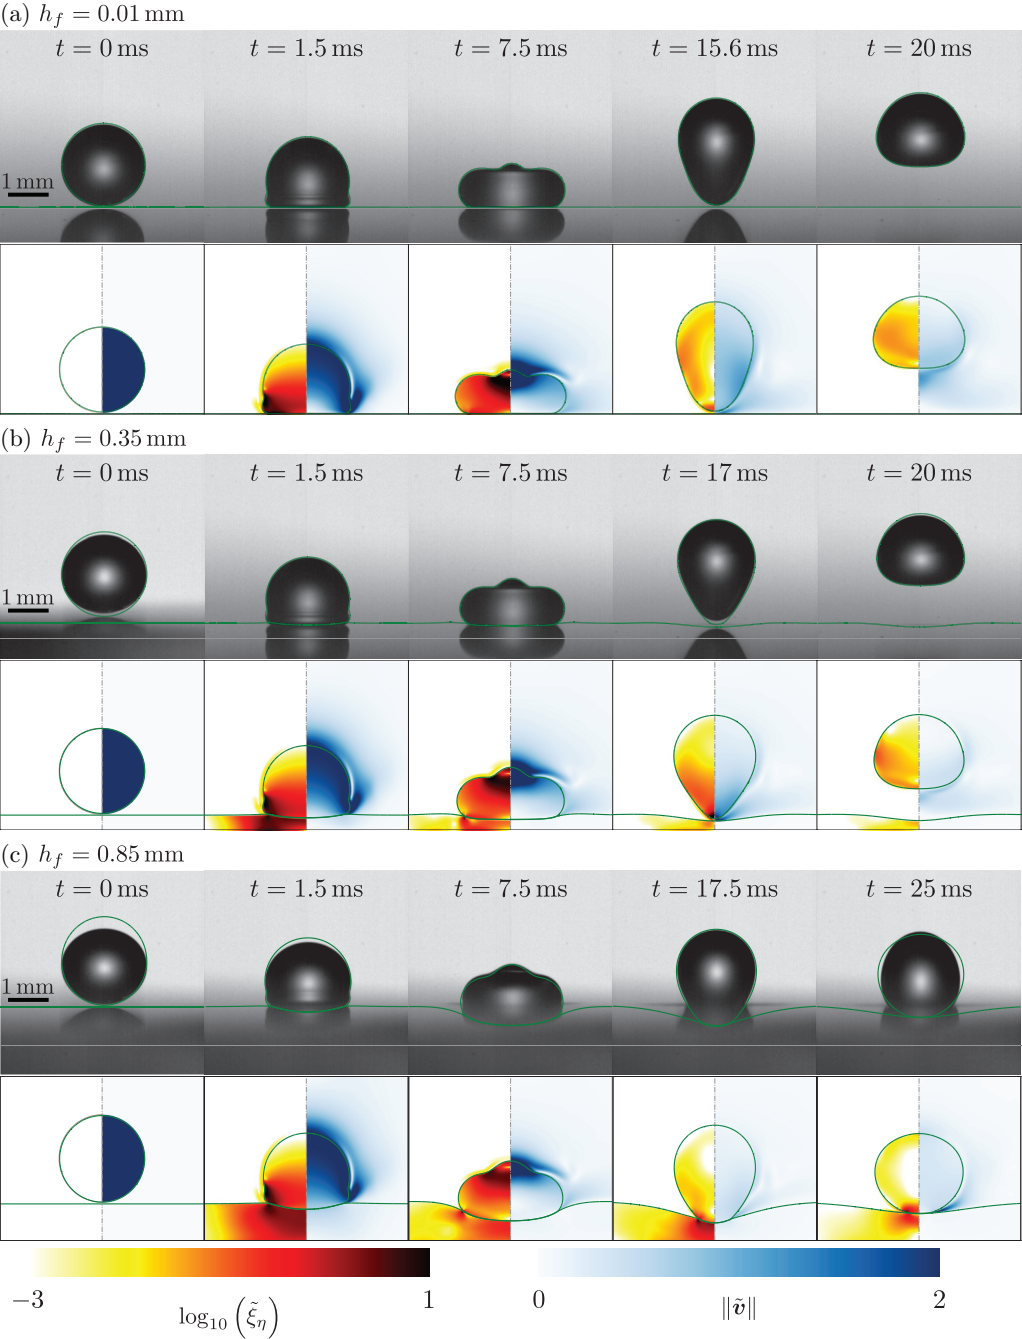 (a) h_f = 0.01 mm
t = 0 ms t = 1.5 ms t = 7.5 ms t = 15.6 ms t = 20 ms
1 mm
(b) h_f = 0.35 mm
t = 0 ms t = 1.5 ms t = 7.5 ms t = 17 ms t = 20 ms
1 mm
(c) h_f = 0.85 mm
t = 0 ms t = 1.5 ms t = 7.5 ms t = 17.5 ms t = 25 ms
1 mm
−3 log₁₀ (ξ̃_η) 1 0 ‖ṽ‖ 2